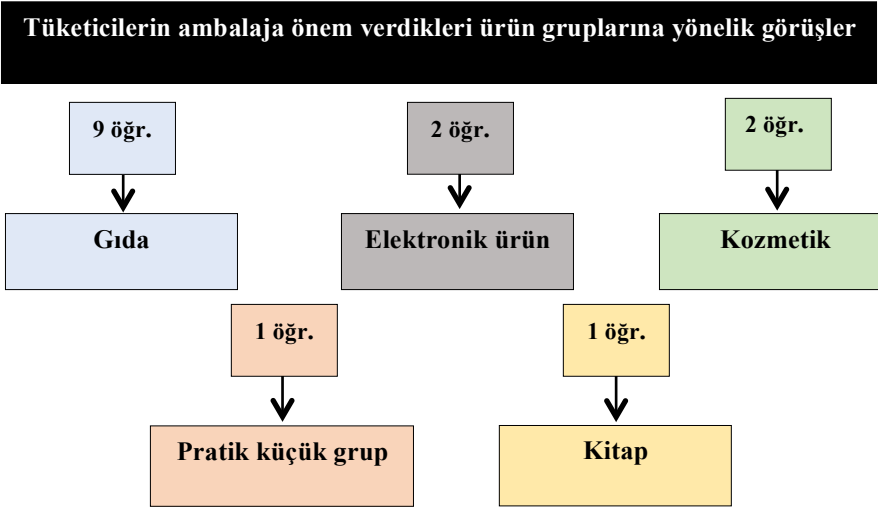 Tüketicilerin ambalaja önem verdikleri ürün gruplarına yönelik görüşler
9 öğr.
2 öğr.
2 öğr.
Gıda
Elektronik ürün
Kozmetik
1 öğr.
1 öğr.
Pratik küçük grup
Kitap